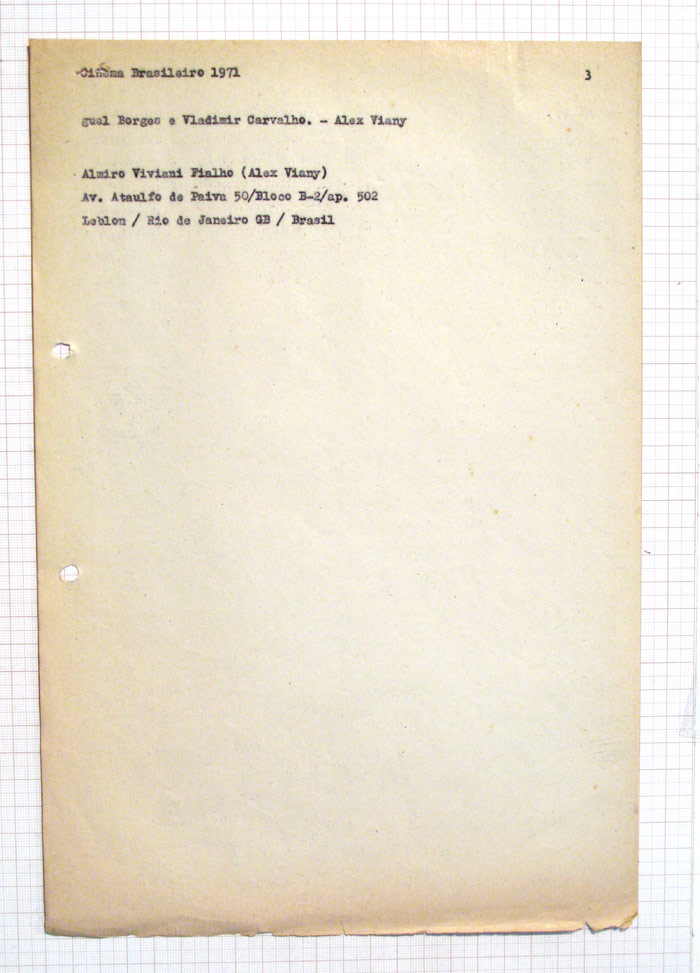 Cinema Brasileiro 1971 3
guel Borges e Vladimir Carvalho. - Alex Viany
Almiro Viviani Fialho (Alex Viany)
Av. Ataulfo de Paiva 50/Bloco B-2/ap. 502
Leblon / Rio de Janeiro GB / Brasil